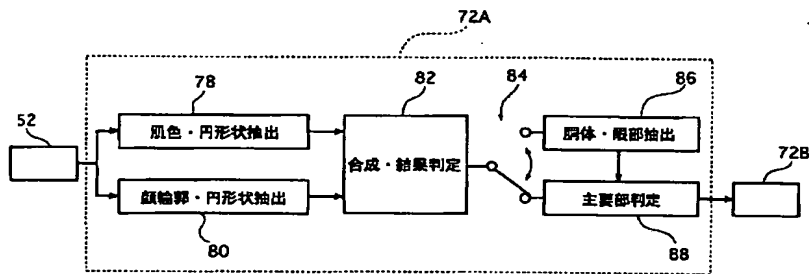 72A
78
82
84
86
52
肌色・円形状抽出
胴体・眼部抽出
合成・結果判定
72B
顔輪郭・円形状抽出
主要部判定
80
88